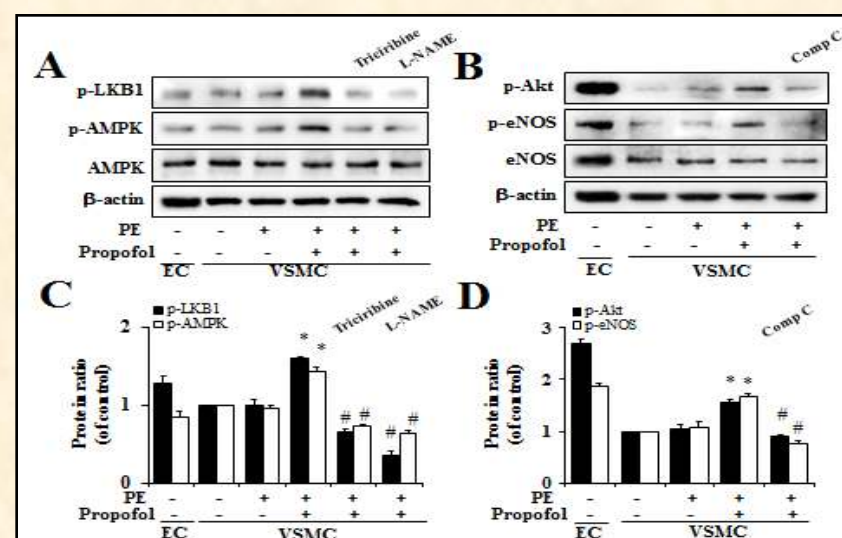 A
Triciribine
L-NAME
p-LKB1
p-AMPK
AMPK
β-actin
PE - - + + + +
Propofol - - - + + +
EC VSMC
B
Comp C
p-Akt
p-eNOS
eNOS
β-actin
PE - - + + +
Propofol - - - + +
EC VSMC
C
p-LKB1
p-AMPK
Triciribine
L-NAME
Protein ratio
(of control)
2
1
0
* *
# # # #
PE - - + + + +
Propofol - - - + + +
EC VSMC
D
p-Akt
p-eNOS
Comp C
Protein ratio
(of control)
3
2
1
0
* *
# #
PE - - + + +
Propofol - - - + +
EC VSMC